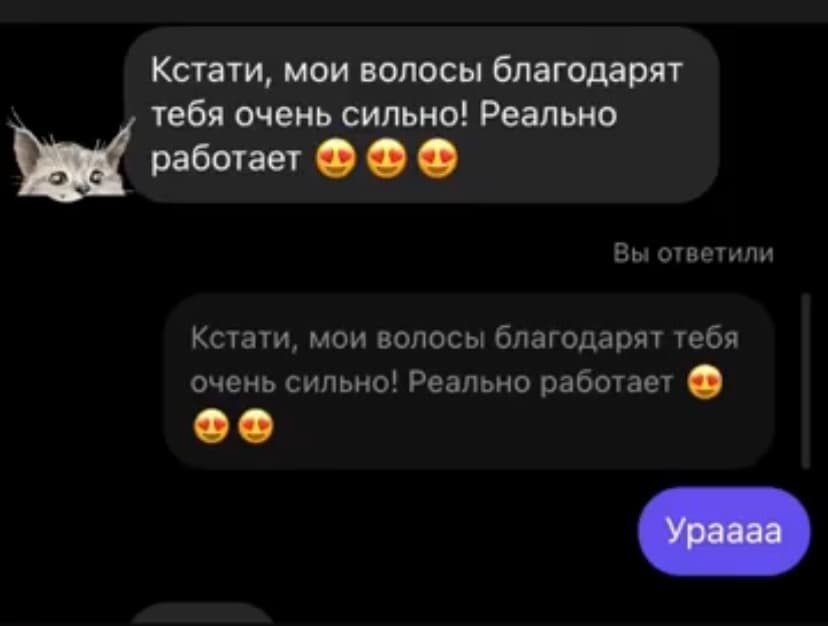 Кстати, мои волосы благодарят
тебя очень сильно! Реально
работает 😍 😍 😍
Вы ответили
Кстати, мои волосы благодарят тебя
очень сильно! Реально работает 😍
😍 😍
Ураааа